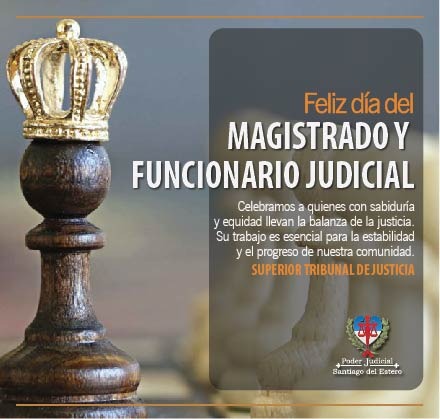 Feliz día del
MAGISTRADO Y
FUNCIONARIO JUDICIAL
Celebramos a quienes con sabiduría
y equidad llevan la balanza de la justicia.
Su trabajo es esencial para la estabilidad
y el progreso de nuestra comunidad.
SUPERIOR TRIBUNAL DE JUSTICIA
Poder Judicial
Santiago del Estero